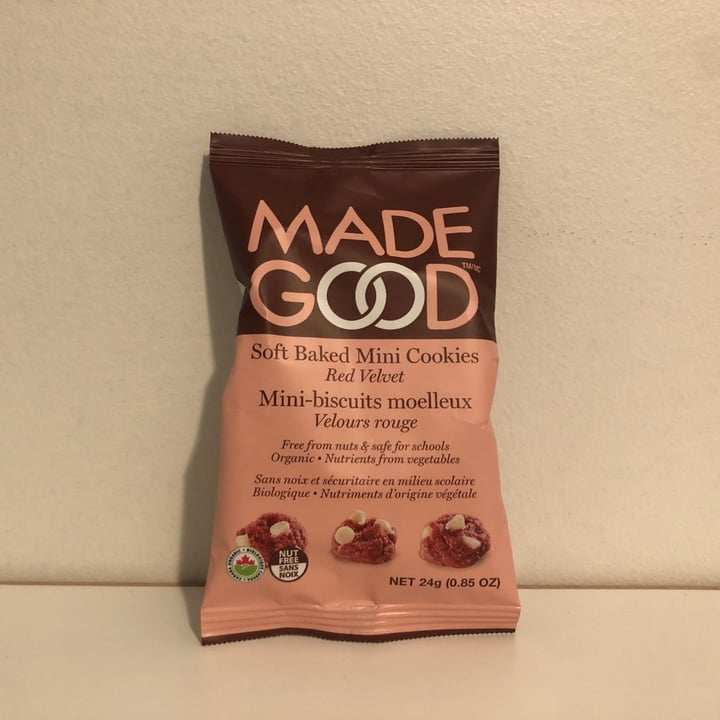 MADE
GOOD
TM/MC
Soft Baked Mini Cookies
Red Velvet
Mini-biscuits moelleux
Velours rouge
Free from nuts & safe for schools
Organic • Nutrients from vegetables
Sans noix et sécuritaire en milieu scolaire
Biologique • Nutriments d'origine végétale
NUT
FREE
SANS
NOIX
NET 24g (0.85 OZ)